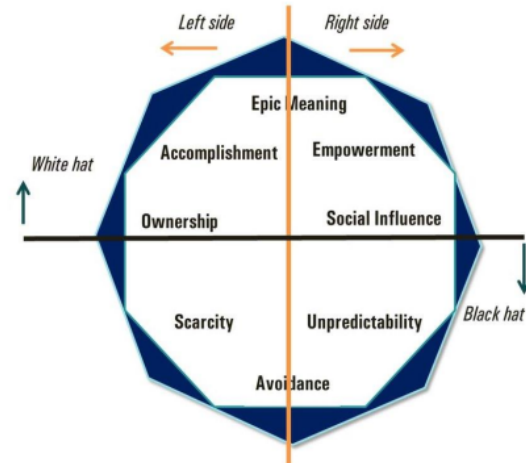 Left side
Right side
Epic Meaning
Accomplishment
Empowerment
White hat
Ownership
Social Influence
Scarcity
Unpredictability
Black hat
Avoidance